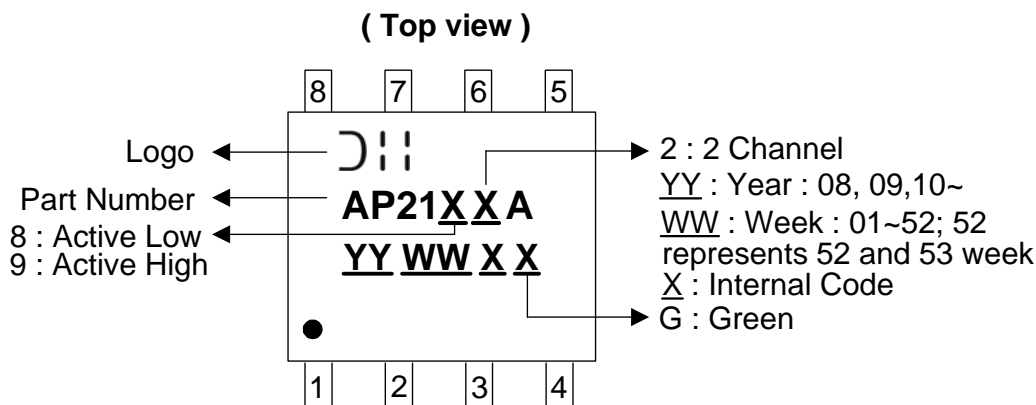 ( Top view )
8 7 6 5
Logo
Part Number
8 : Active Low
9 : Active High
AP21XXA
YY WW X X
2 : 2 Channel
YY : Year : 08, 09,10~
WW : Week : 01~52; 52
represents 52 and 53 week
X : Internal Code
G : Green
1 2 3 4